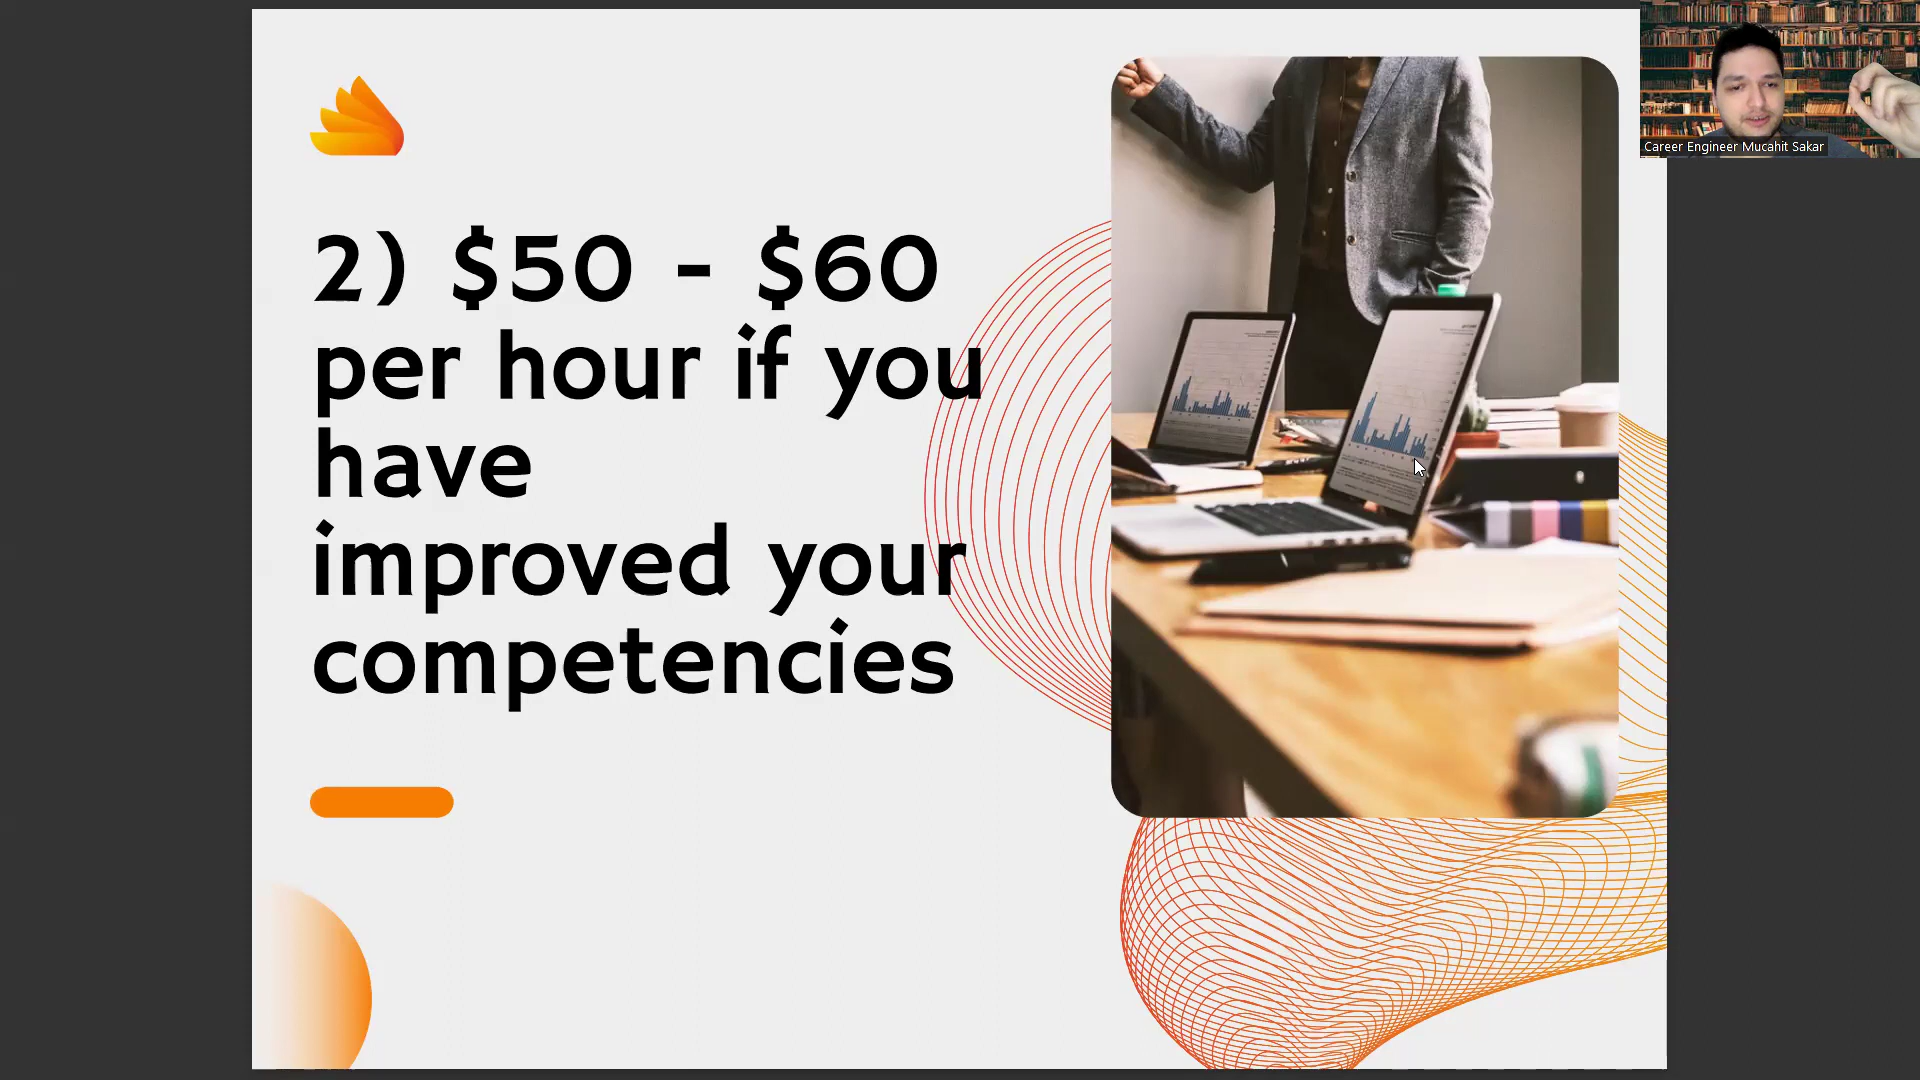 2) $50 - $60
per hour if you
have
improved your
competencies
Career Engineer Mucahit Sakar